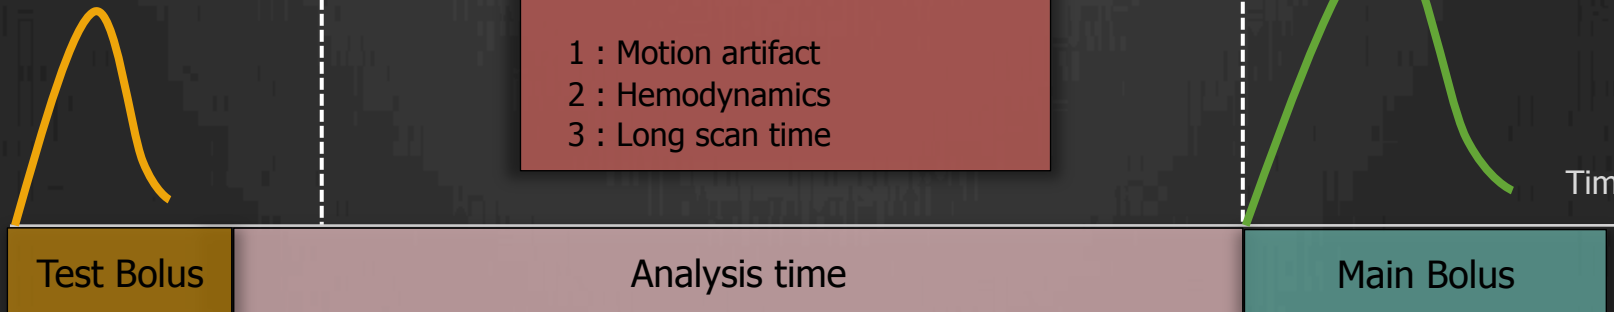 1 : Motion artifact
2 : Hemodynamics
3 : Long scan time
Test Bolus
Analysis time
Main Bolus